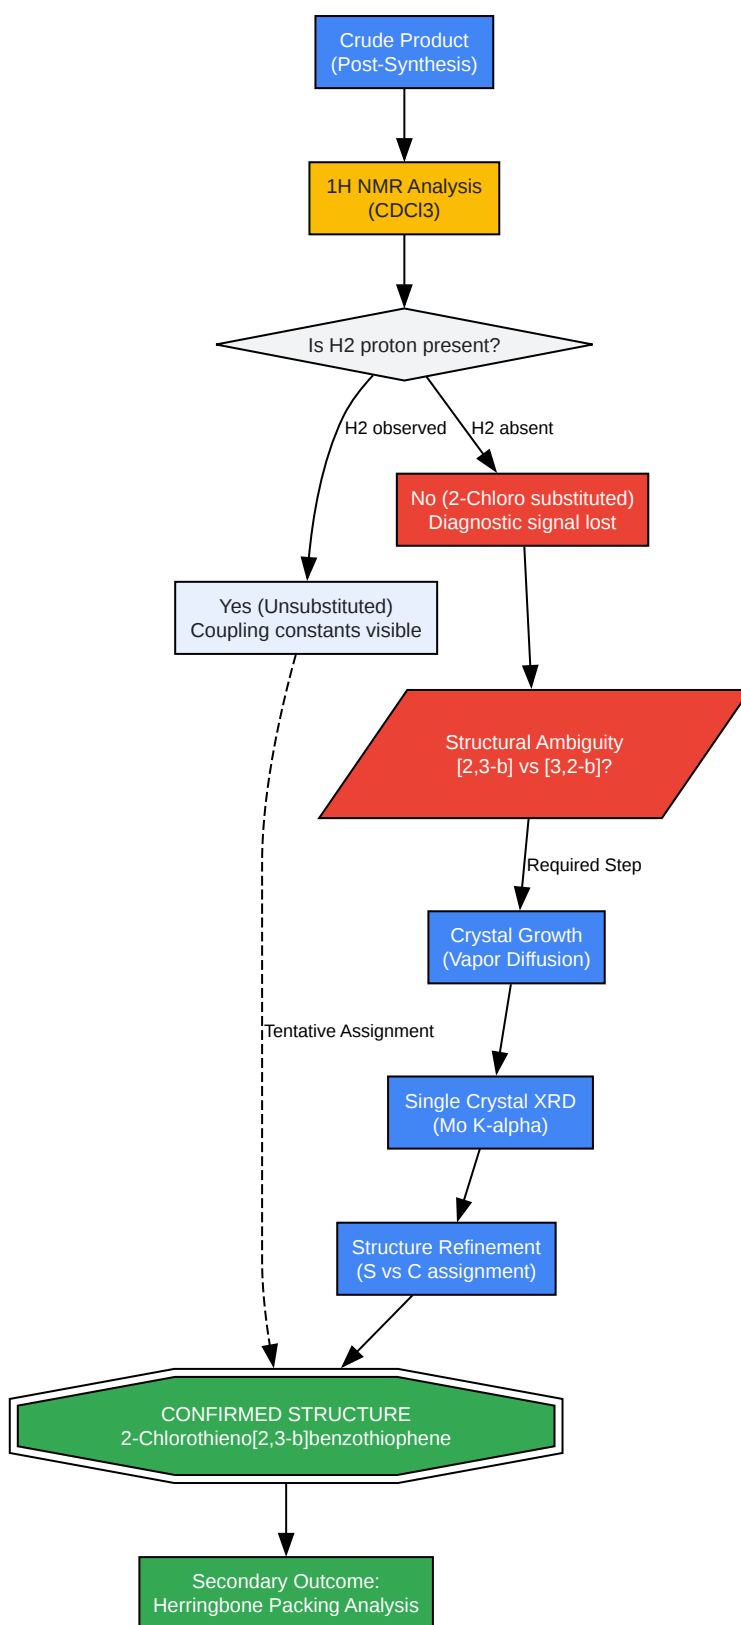 Crude Product
(Post-Synthesis)
1H NMR Analysis
(CDCl3)
Is H2 proton present?
H2 observed
H2 absent
No (2-Chloro substituted)
Diagnostic signal lost
Yes (Unsubstituted)
Coupling constants visible
Structural Ambiguity
[2,3-b] vs [3,2-b]?
Required Step
Crystal Growth
(Vapor Diffusion)
Tentative Assignment
Single Crystal XRD
(Mo K-alpha)
Structure Refinement
(S vs C assignment)
CONFIRMED STRUCTURE
2-Chlorothieno[2,3-b]benzothiophene
Secondary Outcome:
Herringbone Packing Analysis